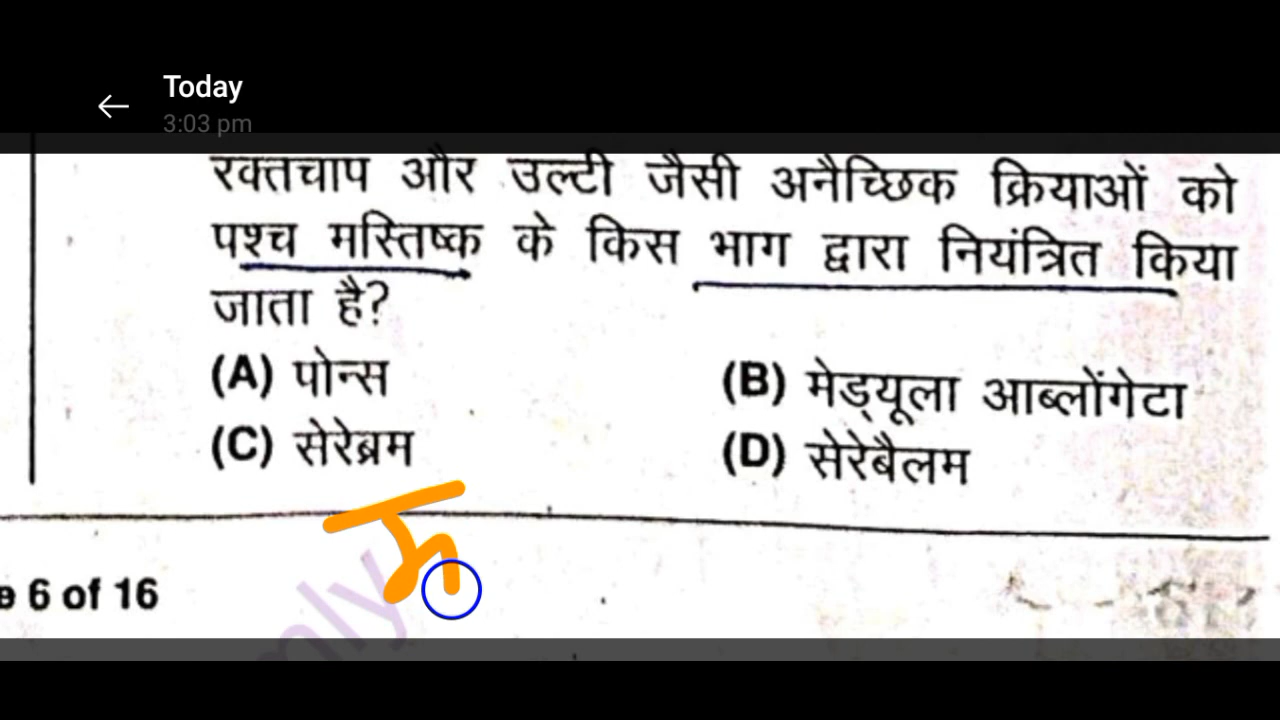 Today
3:03 pm
रक्तचाप और उल्टी जैसी अनैच्छिक क्रियाओं को
पश्च मस्तिष्क के किस भाग द्वारा नियंत्रित किया
जाता है?
(A) पोन्स (B) मेड्यूला आब्लोंगेटा
(C) सेरेब्रम (D) सेरेबैलम
6 of 16